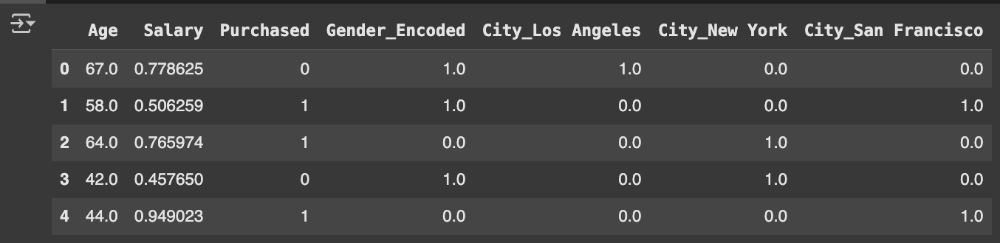 Age Salary Purchased Gender_Encoded City_Los Angeles City_New York City_San Francisco
0 67.0 0.778625 0 1.0 1.0 0.0 0.0
1 58.0 0.506259 1 1.0 0.0 0.0 1.0
2 64.0 0.765974 1 0.0 0.0 1.0 0.0
3 42.0 0.457650 0 1.0 0.0 1.0 0.0
4 44.0 0.949023 1 0.0 0.0 0.0 1.0